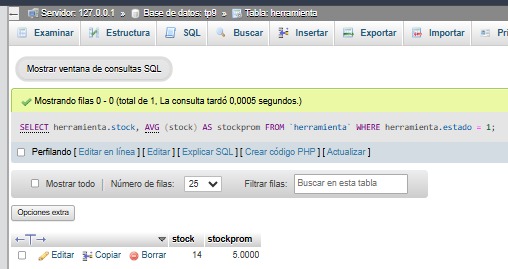 Servidor: 127.0.0.1 » Base de datos: tp9 » Tabla: herramienta
Examinar Estructura SQL Buscar Insertar Exportar Importar
Mostrar ventana de consultas SQL
Mostrando filas 0 - 0 (total de 1, La consulta tardó 0,0005 segundos.)
SELECT herramienta.stock, AVG (stock) AS stockprom FROM `herramienta` WHERE herramienta.estado = 1;
Perfilando [ Editar en línea ] [ Editar ] [ Explicar SQL ] [ Crear código PHP ] [ Actualizar ]
Mostrar todo | Número de filas: 25 Filtrar filas: Buscar en esta tabla
Opciones extra
←T→ stock stockprom
Editar Copiar Borrar 14 5.0000